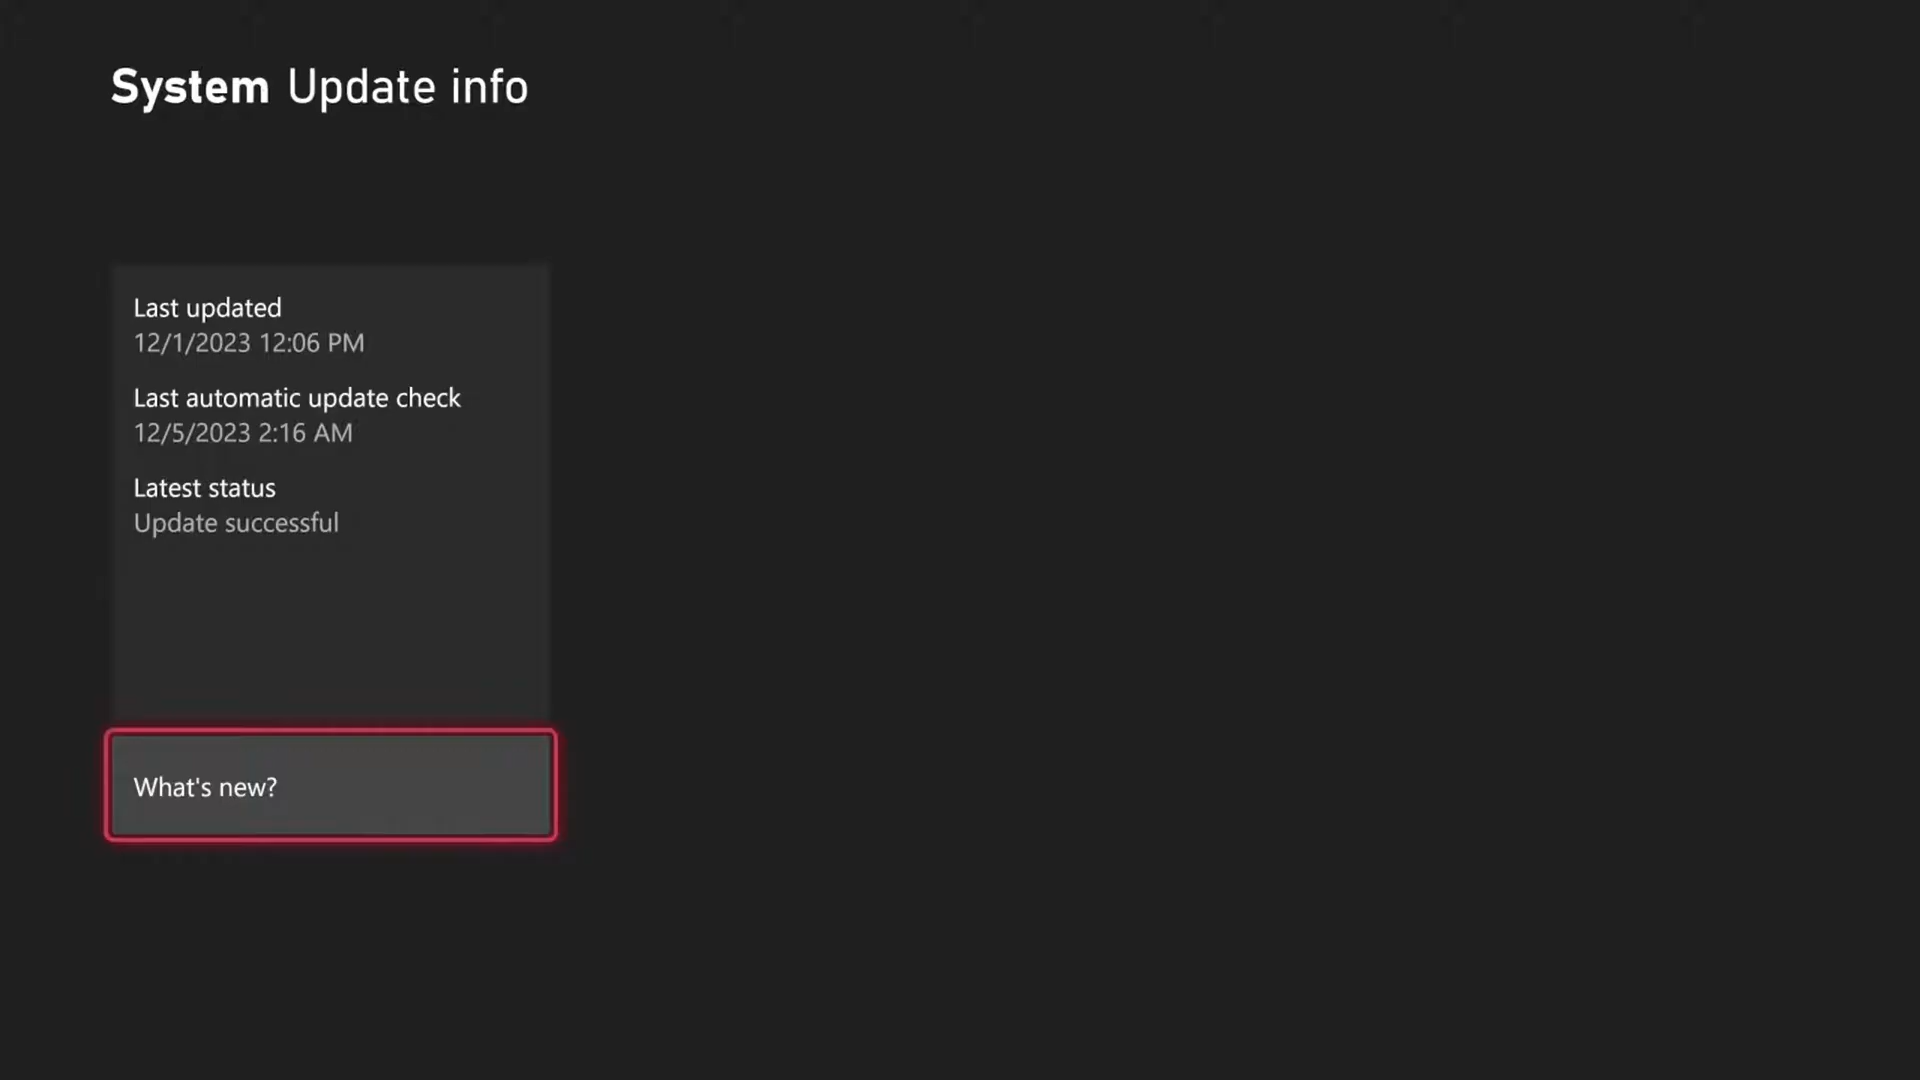 System Update info
Last updated
12/1/2023 12:06 PM
Last automatic update check
12/5/2023 2:16 AM
Latest status
Update successful
What's new?